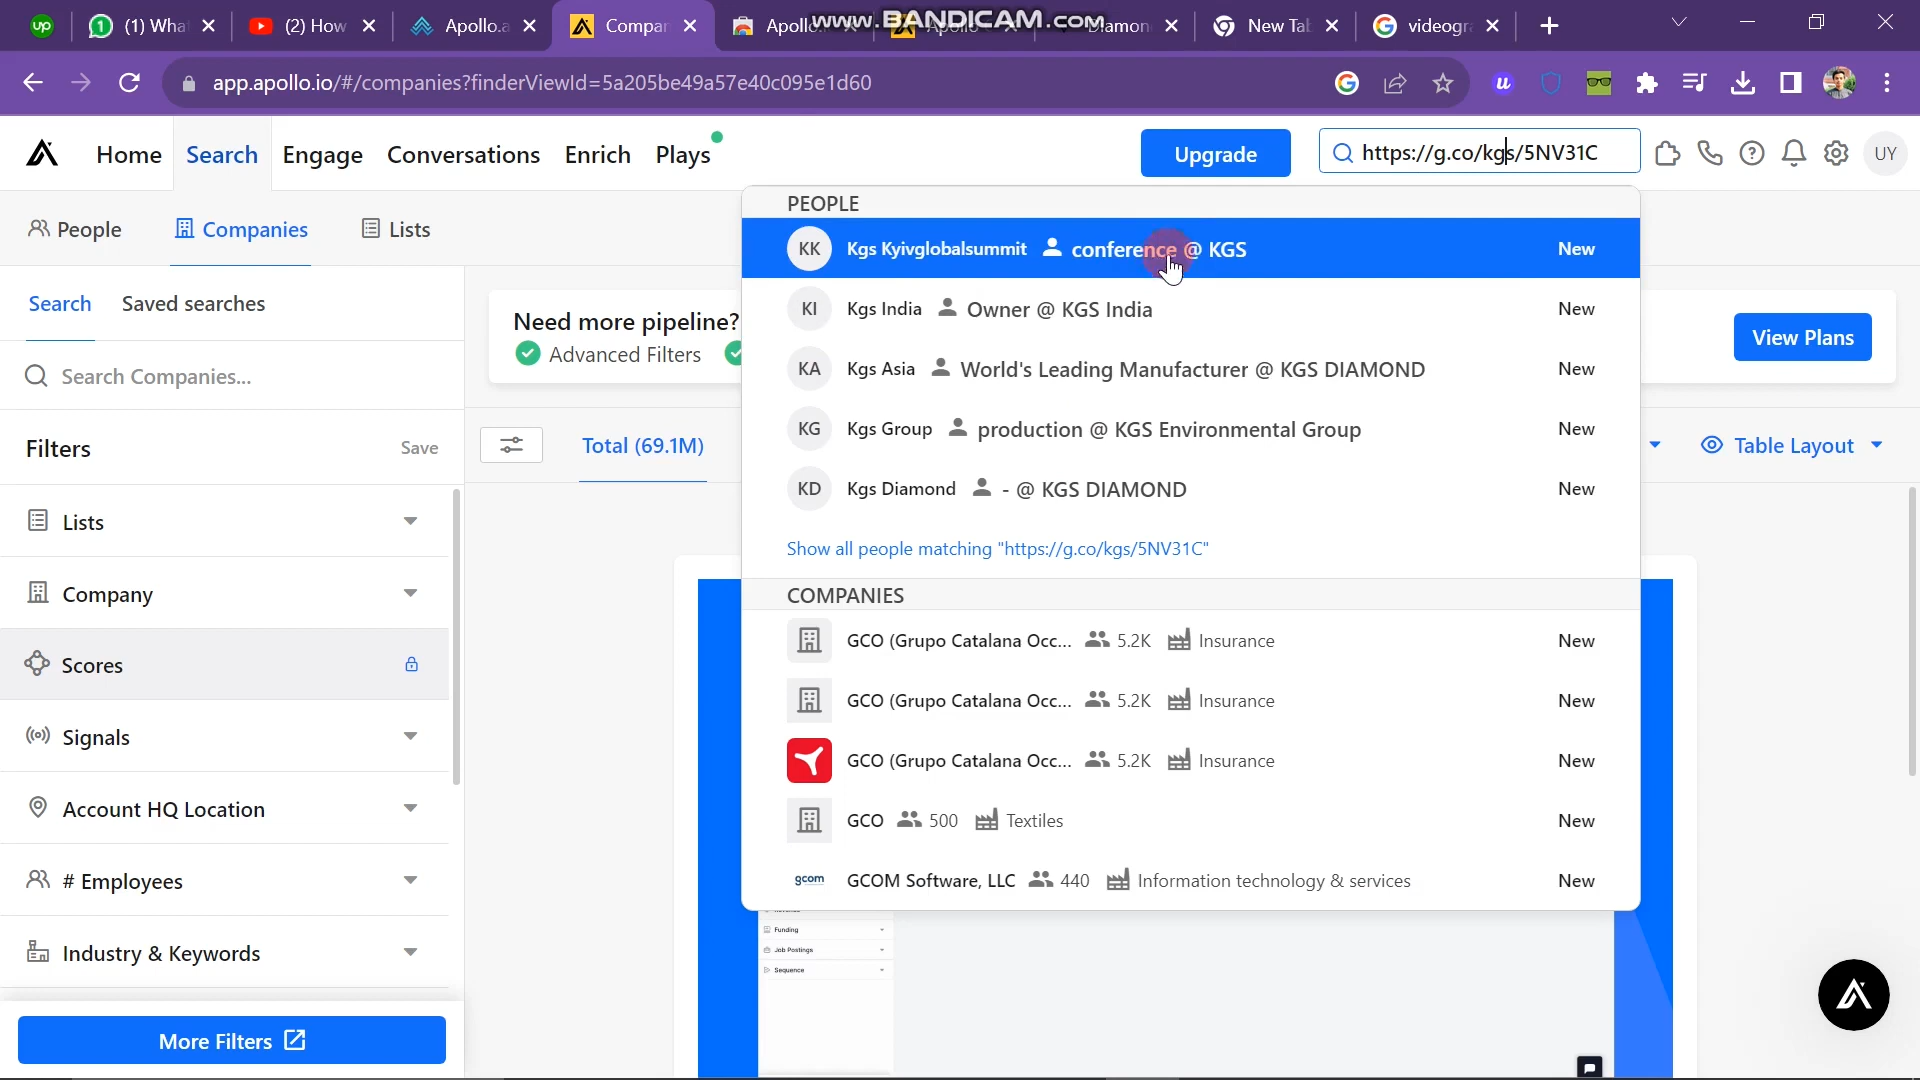 www.BANDICAM.com
(1) Wha
(2) How
Apollo.a
Compar
Apollo
Apollo
Diamon
New Tab
videogr
app.apollo.io/#/companies?finderViewId=5a205be49a57e40c095e1d60
Home
Search
Engage
Conversations
Enrich
Plays
Upgrade
https://g.co/kgs/5NV31C
UY
People
Companies
Lists
Search
Saved searches
Search Companies...
Filters
Save
Lists
Company
Scores
Signals
Account HQ Location
# Employees
Industry & Keywords
More Filters
Need more pipeline?
Advanced Filters
View Plans
Total (69.1M)
Table Layout
PEOPLE
KK Kgs Kyivglobalsummit conference @ KGS New
KI Kgs India Owner @ KGS India New
KA Kgs Asia World's Leading Manufacturer @ KGS DIAMOND New
KG Kgs Group production @ KGS Environmental Group New
KD Kgs Diamond - @ KGS DIAMOND New
Show all people matching "https://g.co/kgs/5NV31C"
COMPANIES
GCO (Grupo Catalana Occ... 5.2K Insurance New
GCO (Grupo Catalana Occ... 5.2K Insurance New
GCO (Grupo Catalana Occ... 5.2K Insurance New
GCO 500 Textiles New
gcom GCOM Software, LLC 440 Information technology & services New
Funding
Job Postings
Sequence